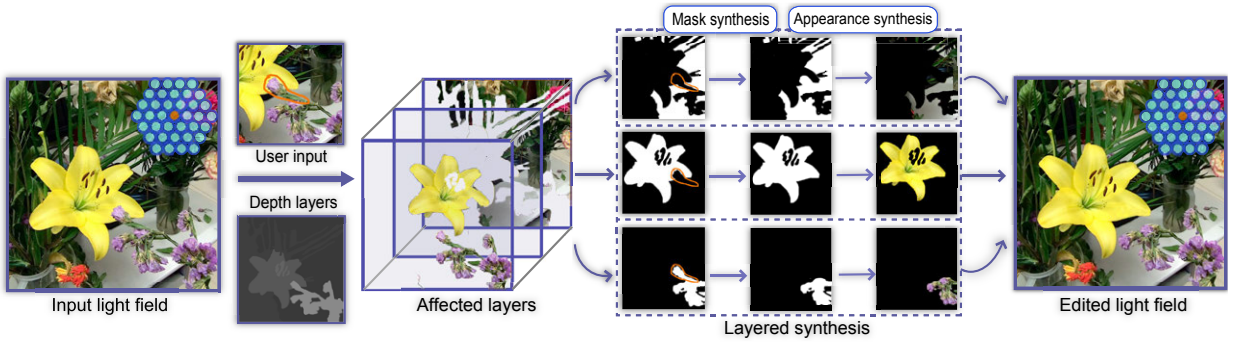 Mask synthesis
Appearance synthesis
User input
Depth layers
Input light field
Affected layers
Layered synthesis
Edited light field